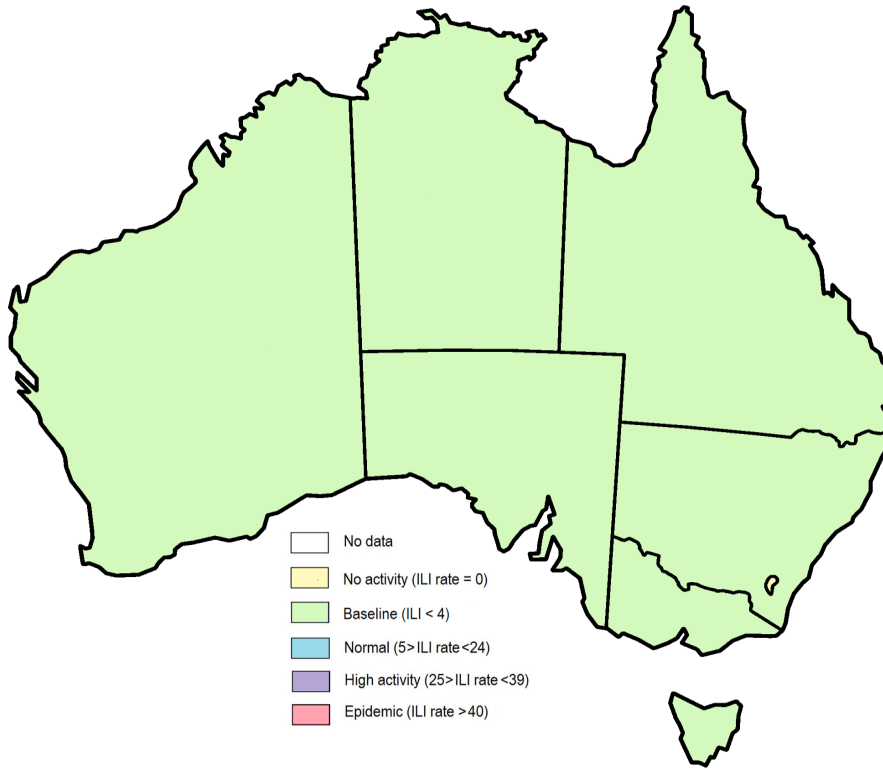 No data
No activity (ILI rate = 0)
Baseline (ILI < 4)
Normal (5> ILI rate <24)
High activity (25> ILI rate <39)
Epidemic (ILI rate >40)